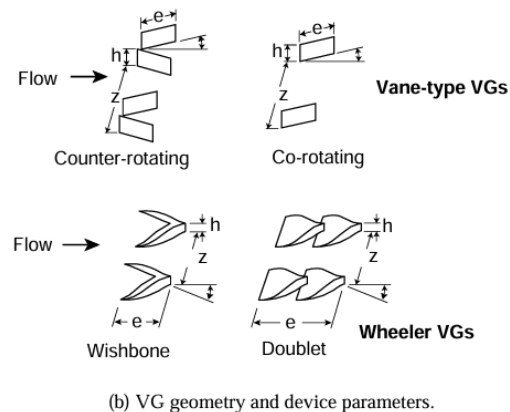 e
h
Flow
z
Counter-rotating
e
h
z
Co-rotating
Vane-type VGs
Flow
h
z
e
Wishbone
h
z
e
Doublet
Wheeler VGs
(b) VG geometry and device parameters.